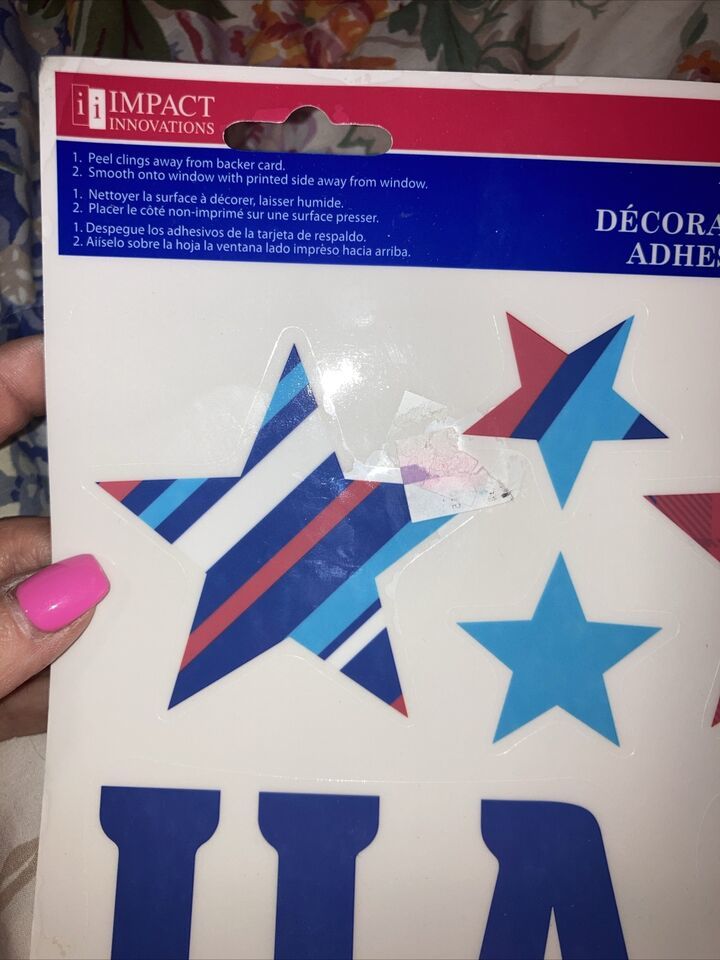 ii IMPACT
INNOVATIONS
1. Peel clings away from backer card.
2. Smooth onto window with printed side away from window.
1. Nettoyer la surface à décorer, laisser humide.
2. Placer le côté non-imprimé sur une surface presser.
1. Despegue los adhesivos de la tarjeta de respaldo.
2. Aííselo sobre la hoja la ventana lado impreso hacia arriba.
DÉCORA
ADHES
UA